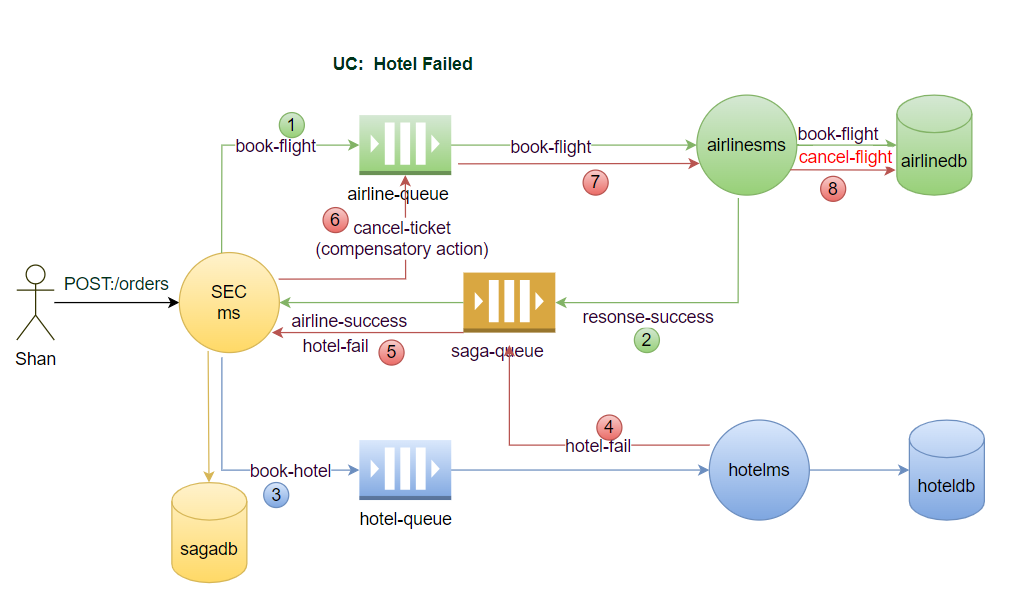 UC: Hotel Failed
1
book-flight
airline-queue
book-flight
7
airlinesms
book-flight
cancel-flight
8
airlinedb
6
cancel-ticket
(compensatory action)
Shan
POST:/orders
SEC
ms
airline-success
hotel-fail
5
saga-queue
resonse-success
2
4
hotel-fail
book-hotel
3
hotel-queue
hotelms
hoteldb
sagadb